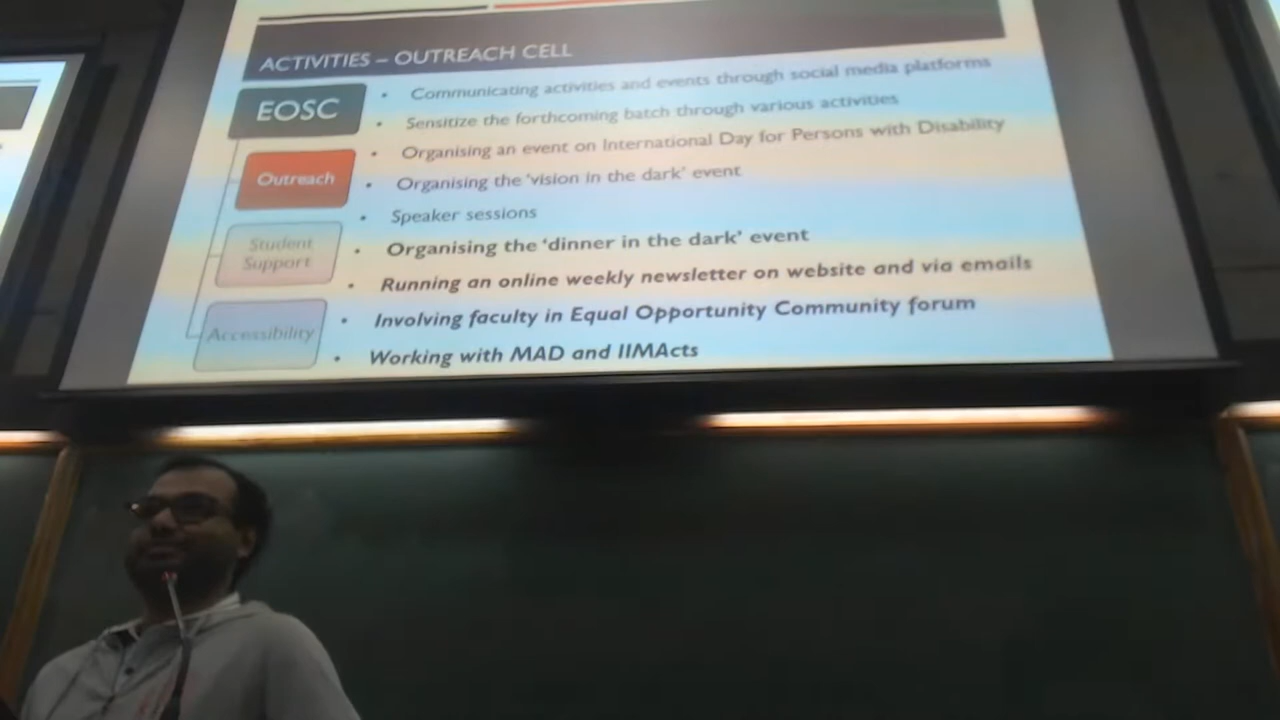 ACTIVITIES – OUTREACH CELL
EOSC
Outreach
Student
Support
Accessibility
• Communicating activities and events through social media platforms
• Sensitize the forthcoming batch through various activities
• Organising an event on International Day for Persons with Disability
• Organising the ‘vision in the dark’ event
• Speaker sessions
• Organising the ‘dinner in the dark’ event
• Running an online weekly newsletter on website and via emails
• Involving faculty in Equal Opportunity Community forum
• Working with MAD and IIMActs